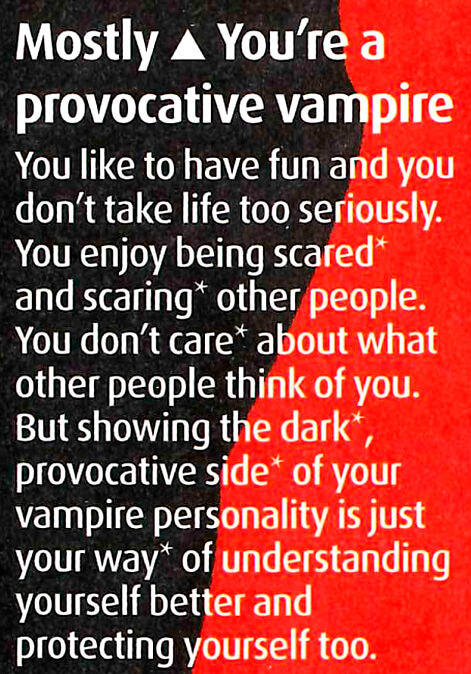 Mostly ▲ You're a
provocative vampire
You like to have fun and you
don't take life too seriously.
You enjoy being scared*
and scaring* other people.
You don't care* about what
other people think of you.
But showing the dark*,
provocative side* of your
vampire personality is just
your way* of understanding
yourself better and
protecting yourself too.